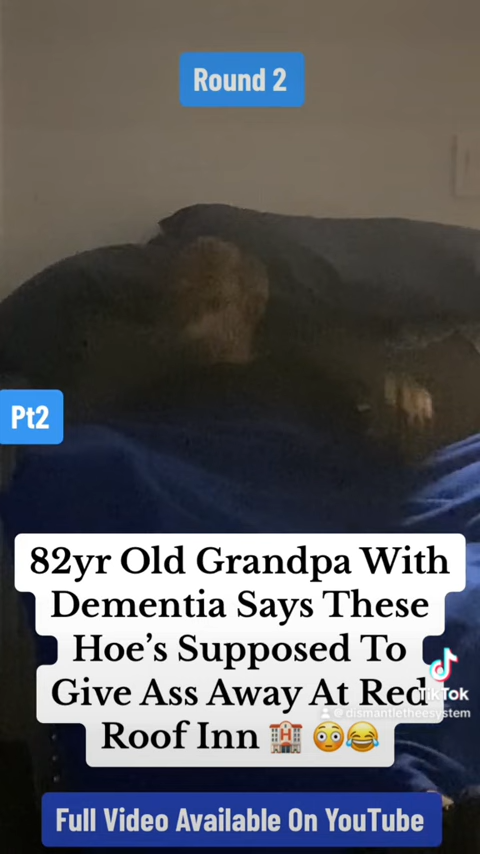 Round 2
Pt2
82yr Old Grandpa With
Dementia Says These
Hoe's Supposed To
Give Ass Away At Red
Roof Inn 🏨 😳😂
TikTok
@dismantletheesystem
Full Video Available On YouTube